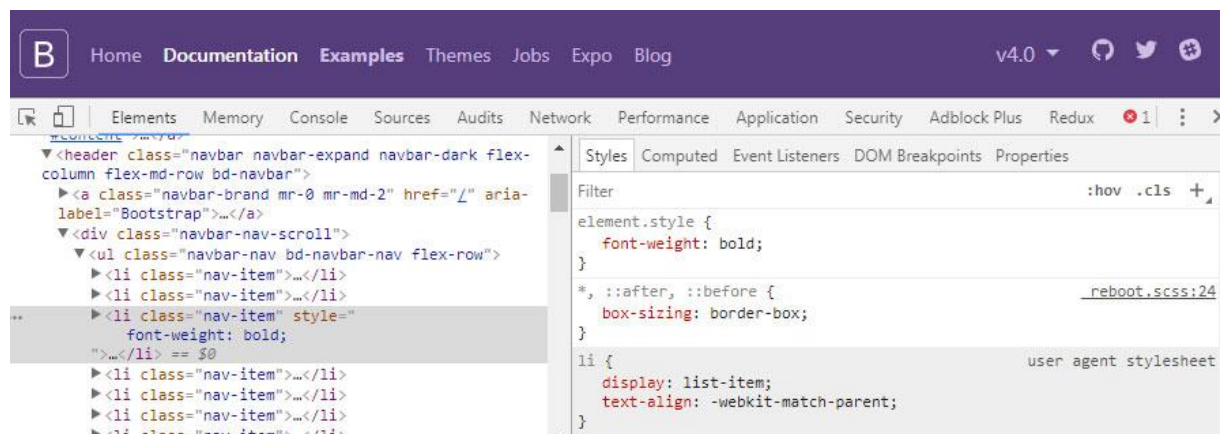 B Home Documentation Examples Themes Jobs Expo Blog v4.0
Elements Memory Console Sources Audits Network Performance Application Security Adblock Plus Redux 1
#content">…</a>
▼<header class="navbar navbar-expand navbar-dark flex-
column flex-md-row bd-navbar">
▶<a class="navbar-brand mr-0 mr-md-2" href="/" aria-
label="Bootstrap">…</a>
▼<div class="navbar-nav-scroll">
▼<ul class="navbar-nav bd-navbar-nav flex-row">
▶<li class="nav-item">…</li>
▶<li class="nav-item">…</li>
▶<li class="nav-item" style="
font-weight: bold;
">…</li> == $0
▶<li class="nav-item">…</li>
▶<li class="nav-item">…</li>
▶<li class="nav-item">…</li>
▶<li class="nav-item">…</li>
Styles Computed Event Listeners DOM Breakpoints Properties
Filter :hov .cls +
element.style {
font-weight: bold;
}
*, ::after, ::before { _reboot.scss:24
box-sizing: border-box;
}
li { user agent stylesheet
display: list-item;
text-align: -webkit-match-parent;
}